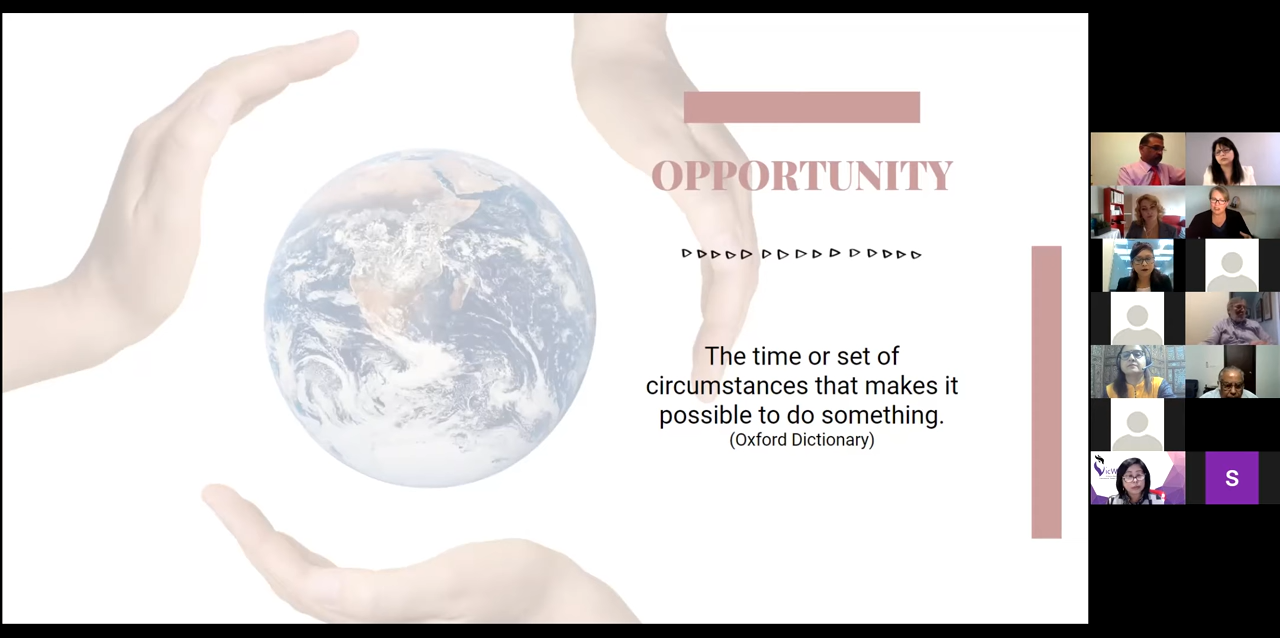 OPPORTUNITY
The time or set of
circumstances that makes it
possible to do something.
(Oxford Dictionary)
S